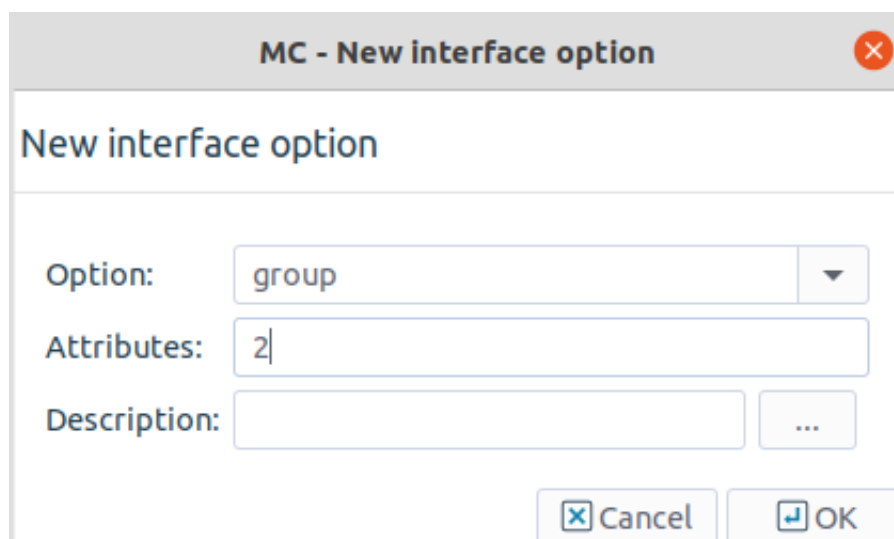 MC - New interface option
New interface option
Option: group
Attributes: 2
Description: ...
Cancel OK